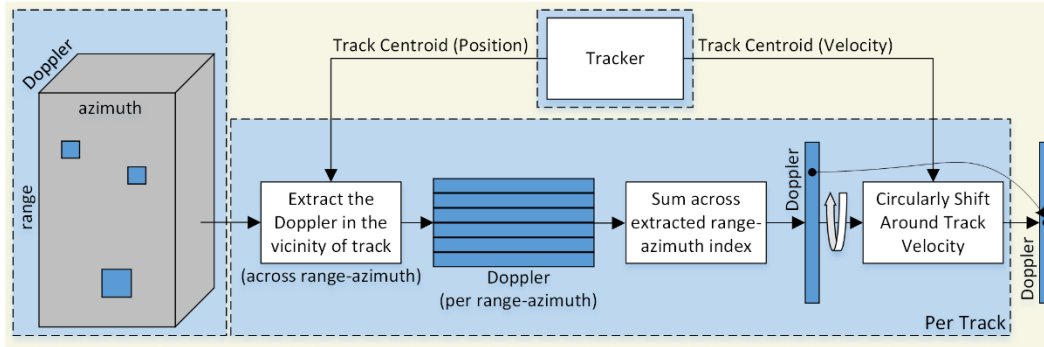 Doppler
azimuth
range
Track Centroid (Position)
Tracker
Track Centroid (Velocity)
Extract the
Doppler in the
vicinity of track
(across range-azimuth)
Doppler
(per range-azimuth)
Sum across
extracted range-
azimuth index
Doppler
Circularly Shift
Around Track
Velocity
Doppler
Per Track